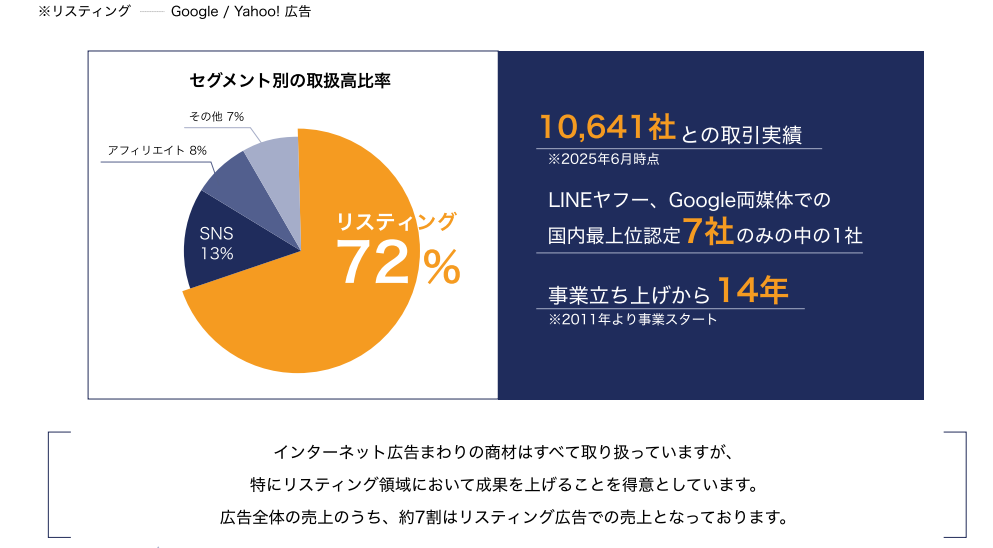 ※リスティング ── Google / Yahoo! 広告
セグメント別の取扱高比率
その他 7%
アフィリエイト 8%
SNS
13%
リスティング
72%
10,641社との取引実績
※2025年6月時点
LINEヤフー、Google両媒体での
国内最上位認定7社のみの中の1社
事業立ち上げから14年
※2011年より事業スタート
インターネット広告まわりの商材はすべて取り扱っていますが、
特にリスティング領域において成果を上げることを得意としています。
広告全体の売上のうち、約7割はリスティング広告での売上となっております。